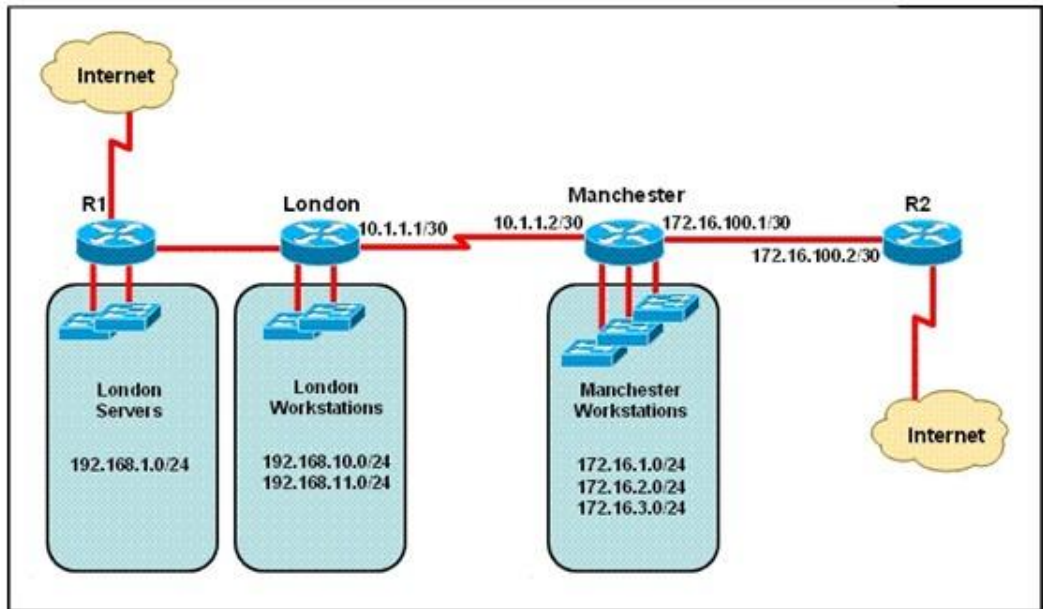 Internet
R1
London
10.1.1.1/30
10.1.1.2/30
Manchester
172.16.100.1/30
172.16.100.2/30
R2
London
Servers
192.168.1.0/24
London
Workstations
192.168.10.0/24
192.168.11.0/24
Manchester
Workstations
172.16.1.0/24
172.16.2.0/24
172.16.3.0/24
Internet